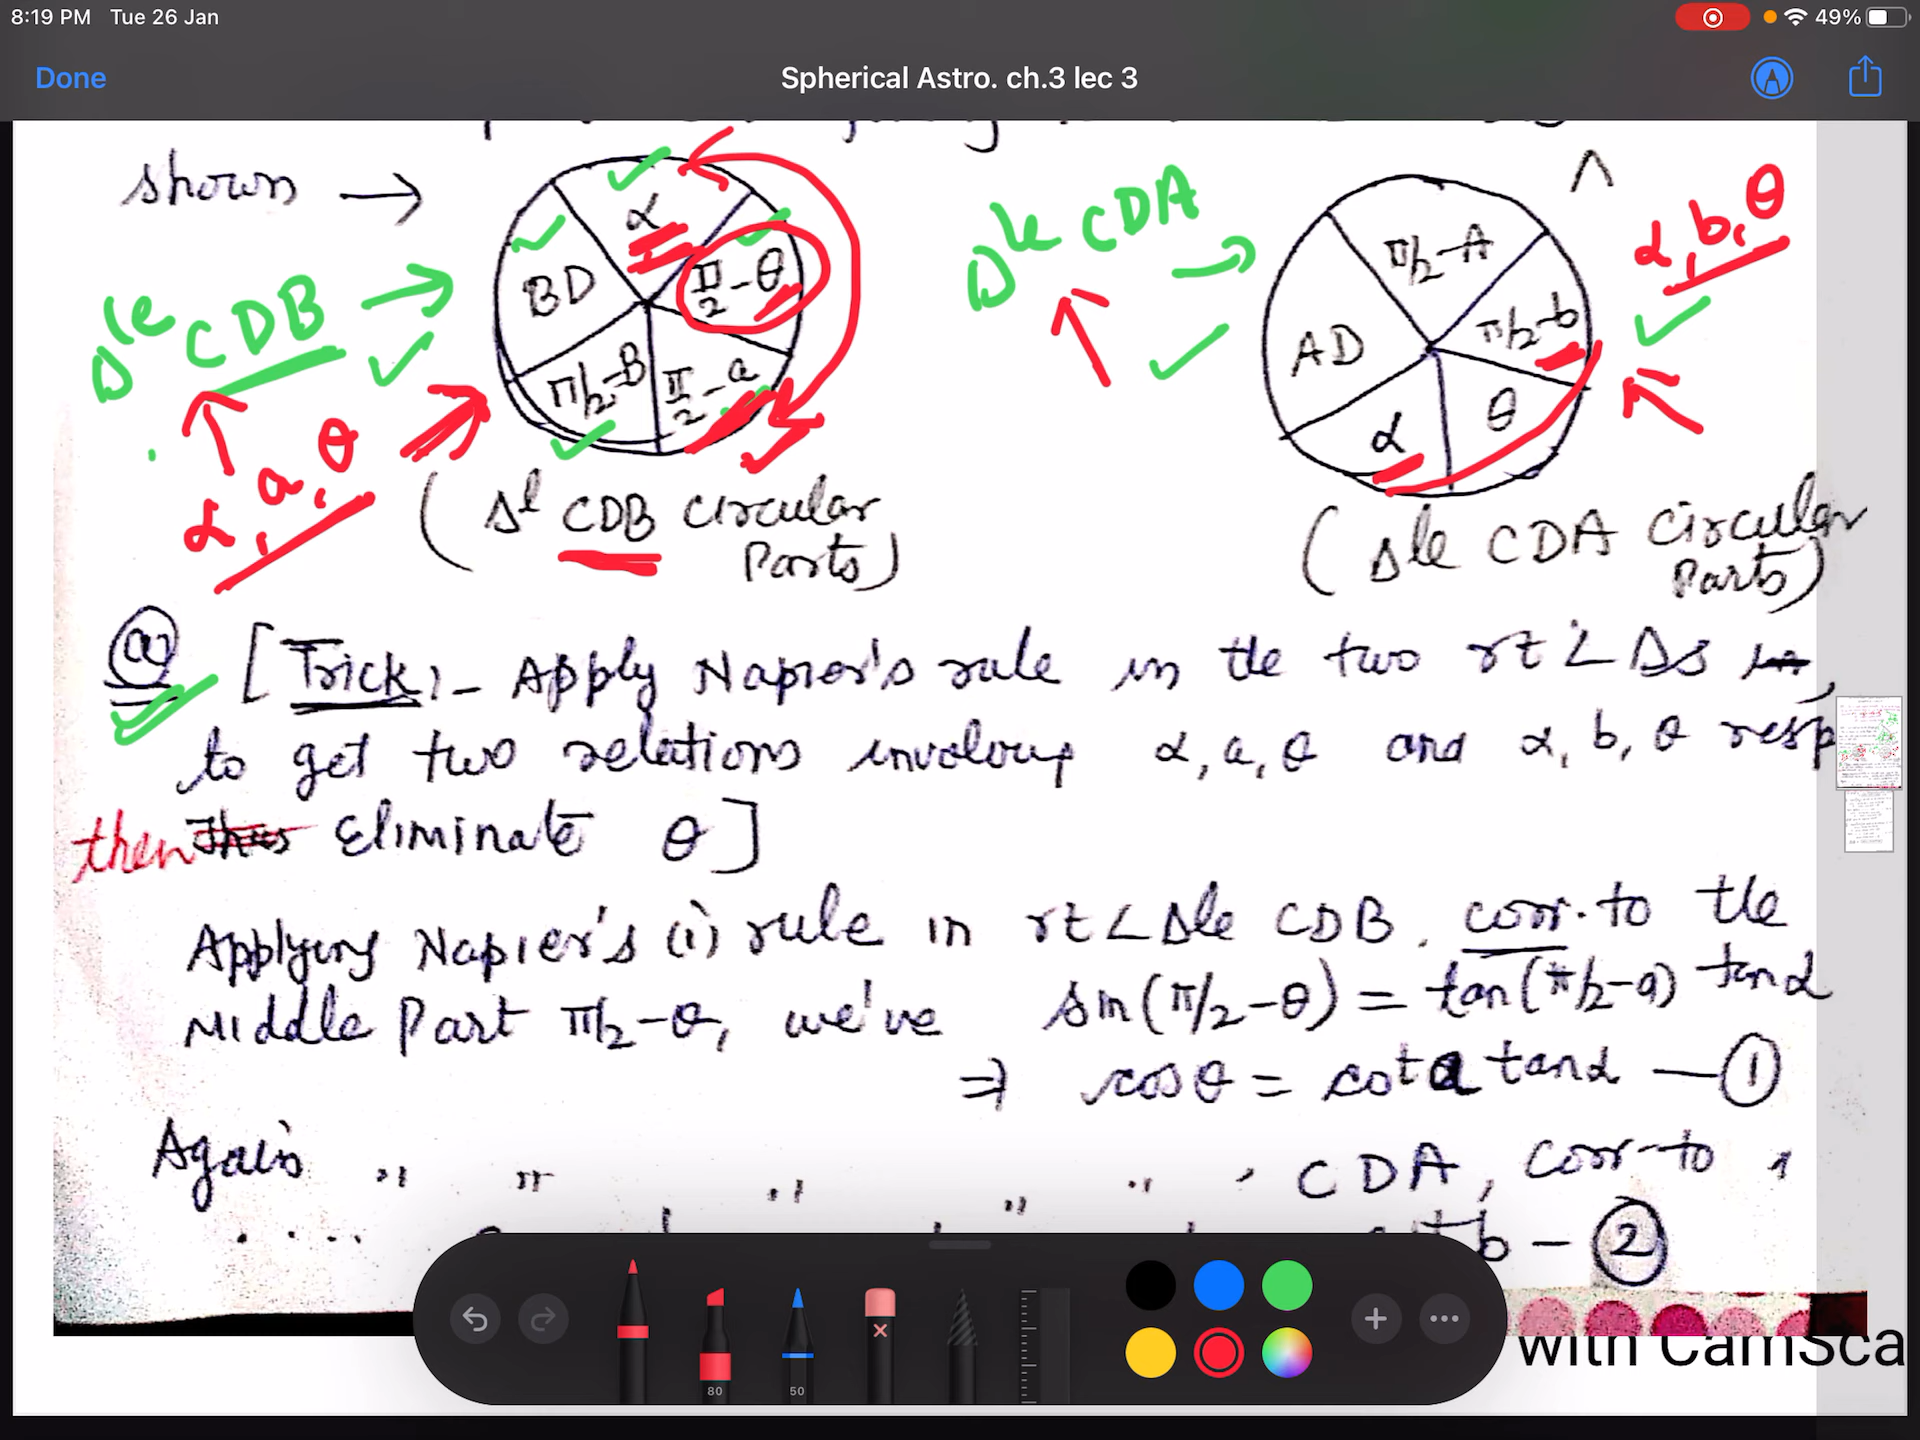 8:19 PM Tue 26 Jan
49%
Done
Spherical Astro. ch.3 lec 3
shown →
Δle CDB →
α, a, θ
α
π/2 - θ
BD
π/2-B
π/2 - a
(Δl CDB circular
Parts)
Δle CDA →
α, b, θ
π/2-A
π/2-b
AD
α
θ
(Δle CDA circular
Parts)
(a) [Trick:- Apply Napier's rule in the two rt∠ Δs
to get two relations involving α, a, θ and α, b, θ resp
then Eliminate θ]
Applying Napier's (i) rule in rt∠Δle CDB. corr. to the
Middle Part π/2-θ, we've sin(π/2-θ) = tan(π/2-a) tanα
⇒ cosθ = cota tanα —①
Again " " " " " CDA, corr-to
b - ②
80
50
with CamSca